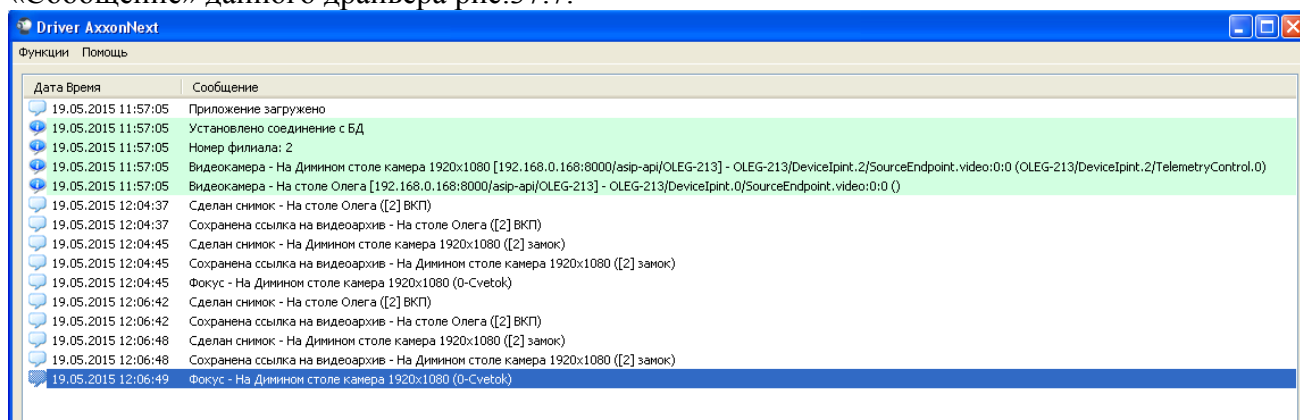 «Сообщение» данного драйвера рис.37.7.
Driver AxxonNext
Функции Помощь
Дата Время Сообщение
19.05.2015 11:57:05 Приложение загружено
19.05.2015 11:57:05 Установлено соединение с БД
19.05.2015 11:57:05 Номер филиала: 2
19.05.2015 11:57:05 Видеокамера - На Димином столе камера 1920x1080 [192.168.0.168:8000/asip-api/OLEG-213] - OLEG-213/DeviceIpint.2/SourceEndpoint.video:0:0 (OLEG-213/DeviceIpint.2/TelemetryControl.0)
19.05.2015 11:57:05 Видеокамера - На столе Олега [192.168.0.168:8000/asip-api/OLEG-213] - OLEG-213/DeviceIpint.0/SourceEndpoint.video:0:0 ()
19.05.2015 12:04:37 Сделан снимок - На столе Олега ([2] ВКП)
19.05.2015 12:04:37 Сохранена ссылка на видеоархив - На столе Олега ([2] ВКП)
19.05.2015 12:04:45 Сделан снимок - На Димином столе камера 1920x1080 ([2] замок)
19.05.2015 12:04:45 Сохранена ссылка на видеоархив - На Димином столе камера 1920x1080 ([2] замок)
19.05.2015 12:04:45 Фокус - На Димином столе камера 1920x1080 (0-Cvetok)
19.05.2015 12:06:42 Сделан снимок - На столе Олега ([2] ВКП)
19.05.2015 12:06:42 Сохранена ссылка на видеоархив - На столе Олега ([2] ВКП)
19.05.2015 12:06:48 Сделан снимок - На Димином столе камера 1920x1080 ([2] замок)
19.05.2015 12:06:48 Сохранена ссылка на видеоархив - На Димином столе камера 1920x1080 ([2] замок)
19.05.2015 12:06:49 Фокус - На Димином столе камера 1920x1080 (0-Cvetok)